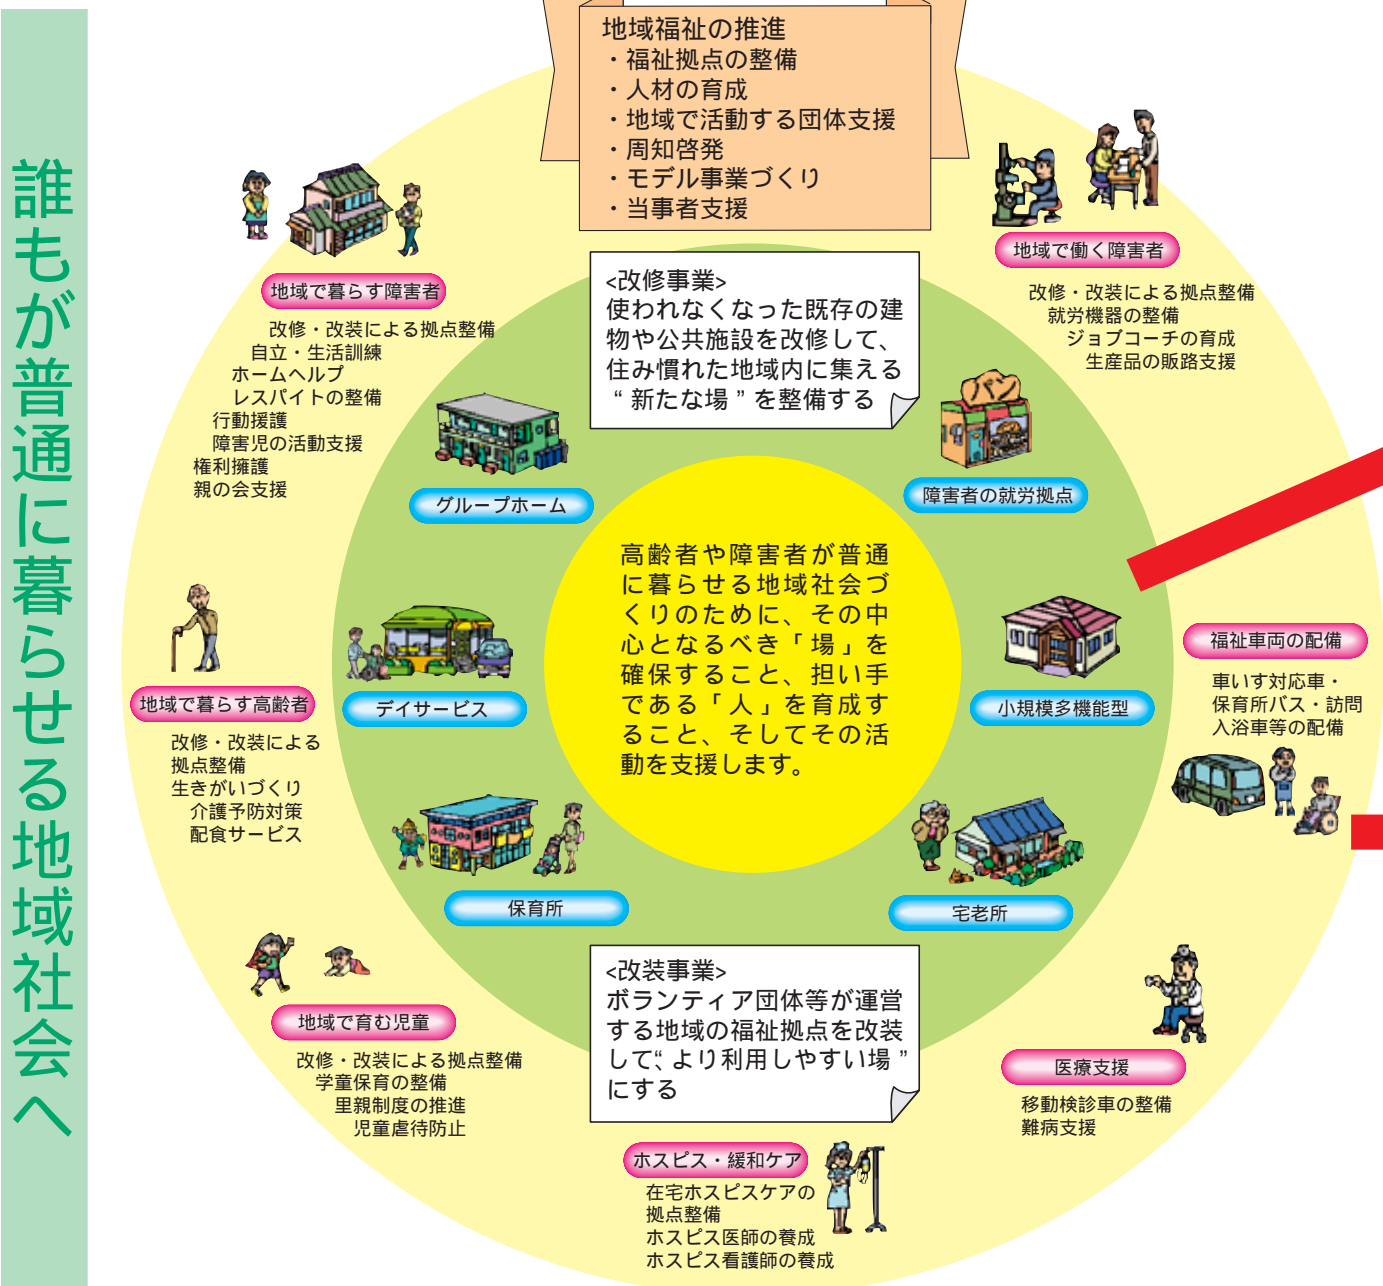 誰もが普通に暮らせる地域社会へ
地域福祉の推進
・福祉拠点の整備
・人材の育成
・地域で活動する団体支援
・周知啓発
・モデル事業づくり
・当事者支援
地域で暮らす障害者
改修・改装による拠点整備
自立・生活訓練
ホームヘルプ
レスパイトの整備
行動援護
障害児の活動支援
権利擁護
親の会支援
<改修事業>
使われなくなった既存の建
物や公共施設を改修して、
住み慣れた地域内に集える
“新たな場”を整備する
地域で働く障害者
改修・改装による拠点整備
就労機器の整備
ジョブコーチの育成
生産品の販路支援
グループホーム
パン
障害者の就労拠点
高齢者や障害者が普通
に暮らせる地域社会づ
くりのために、その中
心となるべき「場」を
確保すること、担い手
である「人」を育成す
ること、そしてその活
動を支援します。
地域で暮らす高齢者
改修・改装による
拠点整備
生きがいづくり
介護予防対策
配食サービス
デイサービス
小規模多機能型
福祉車両の配備
車いす対応車・
保育所バス・訪問
入浴車等の配備
保育所
宅老所
地域で育む児童
改修・改装による拠点整備
学童保育の整備
里親制度の推進
児童虐待防止
<改装事業>
ボランティア団体等が運営
する地域の福祉拠点を改装
して“より利用しやすい場”
にする
医療支援
移動検診車の整備
難病支援
ホスピス・緩和ケア
在宅ホスピスケアの
拠点整備
ホスピス医師の養成
ホスピス看護師の養成